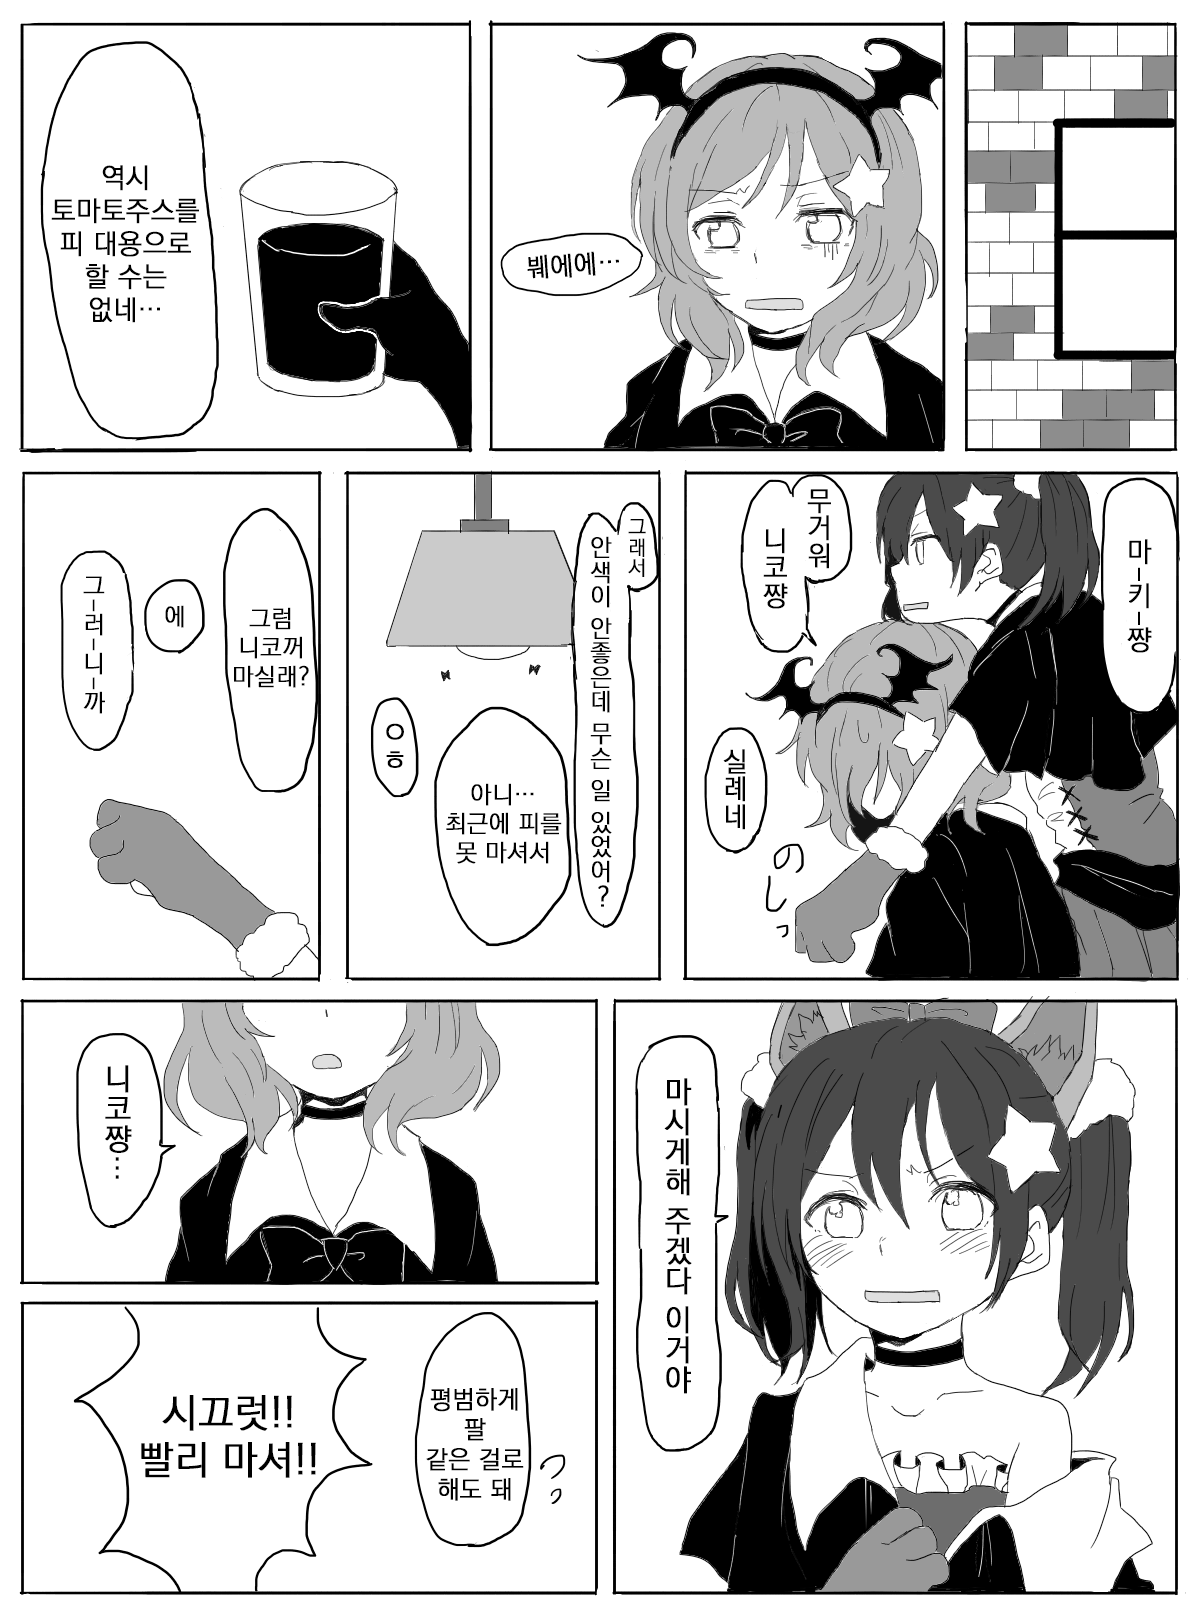 붸에에…
역시
토마토주스를
피 대용으로
할 수는
없네…
마-키-쨩
무거워
니코쨩
실례네
のしっ
그래서
안색이 안좋은데 무슨 일 있었어?
아니…
최근에 피를
못 마셔서
ㅇㅎ
그럼
니코꺼
마실래?
에
그-러-니-까
마시게해 주겠다 이거야
니코쨩…
평범하게
팔
같은 걸로
해도 돼
시끄럿!!
빨리 마셔!!